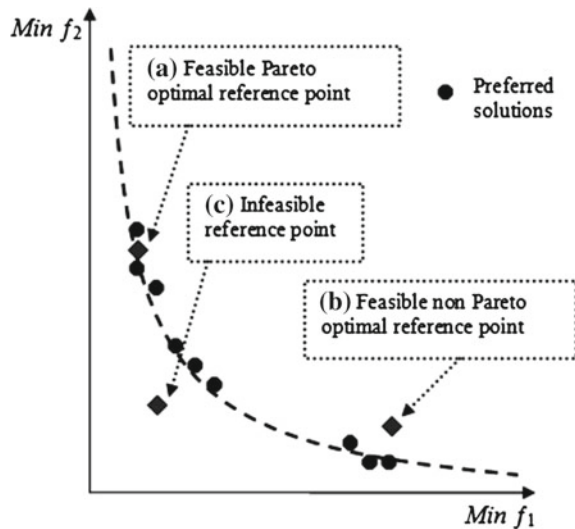 Min f2
(a) Feasible Pareto
optimal reference point
Preferred
solutions
(c) Infeasible
reference point
(b) Feasible non Pareto
optimal reference point
Min f1